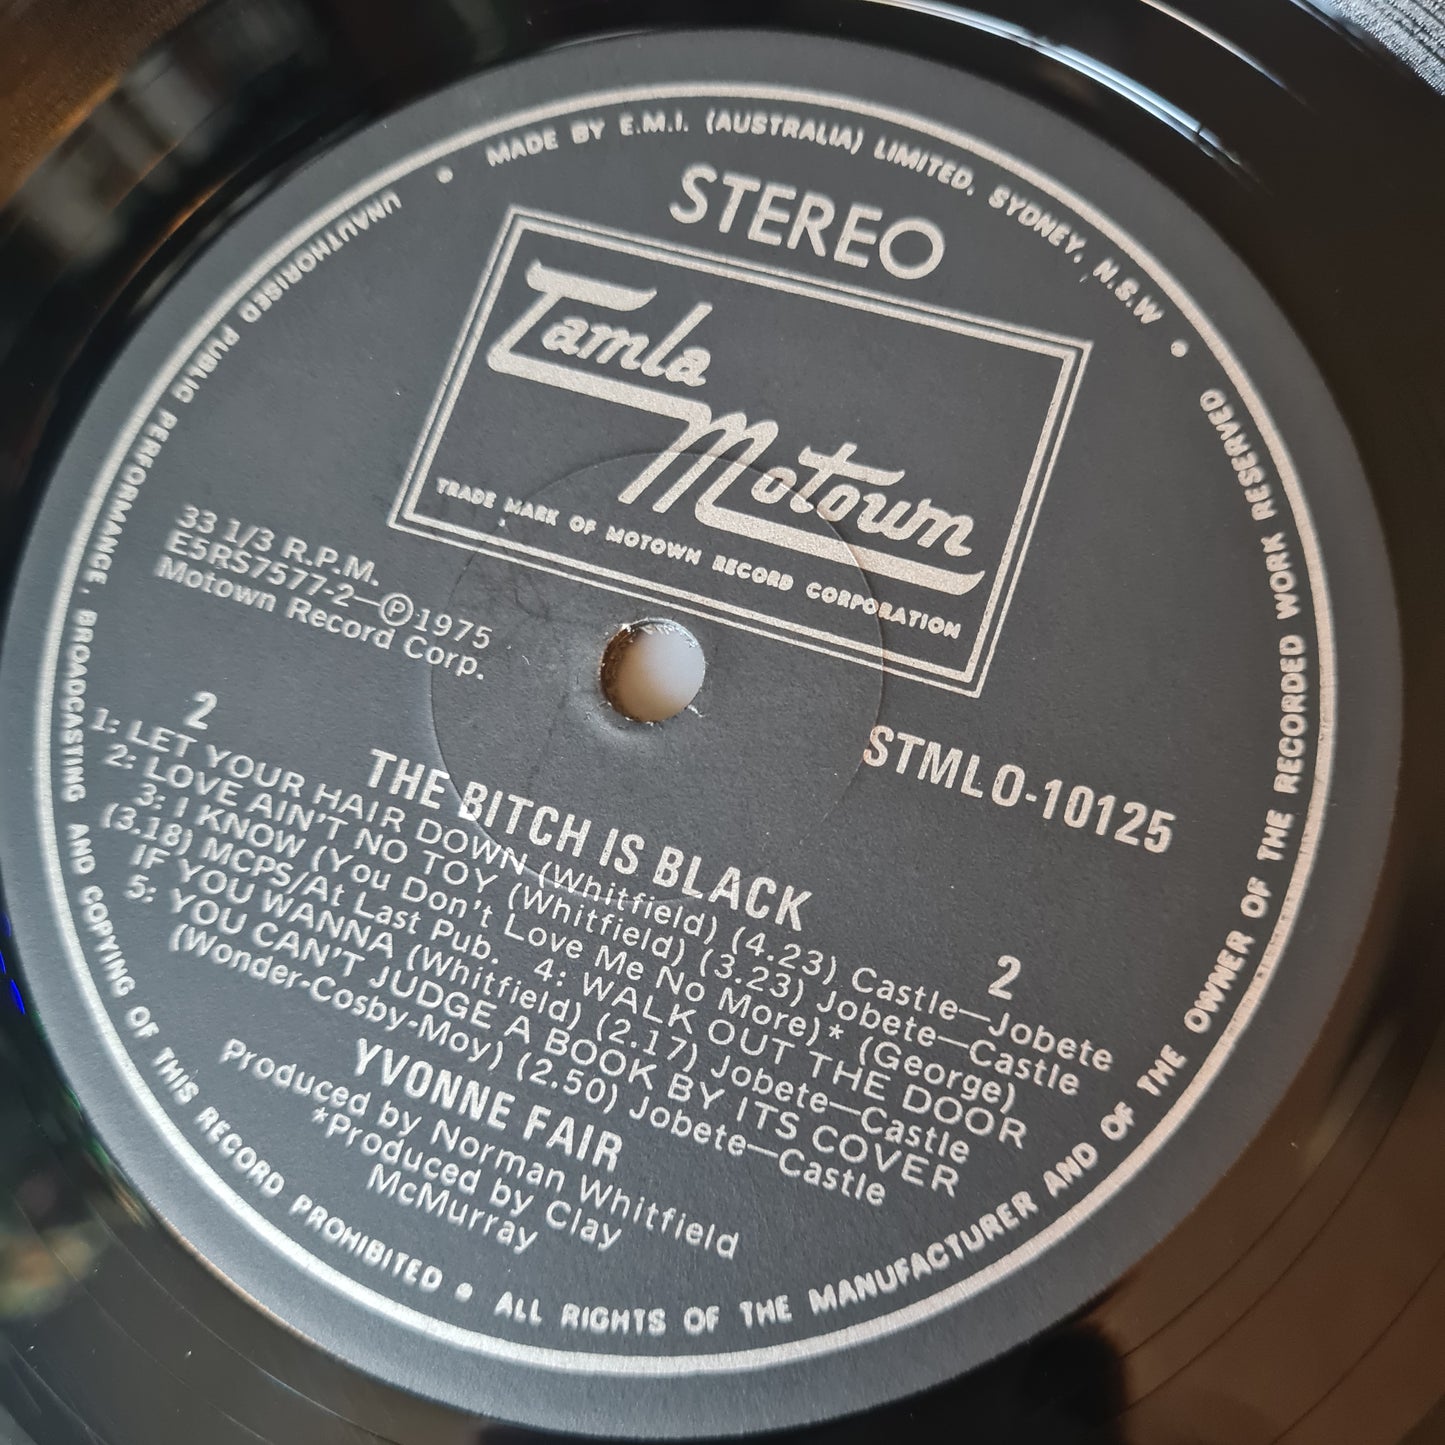 MADE BY E.M.I. (AUSTRALIA) LIMITED, SYDNEY, N.S.W •
STEREO
Tamla
Motown
TRADE MARK OF MOTOWN RECORD CORPORATION
33 1/3 R.P.M.
E5RS7577-2—Ⓟ1975
Motown Record Corp.
STMLO-10125
2
2
THE BITCH IS BLACK
1: LET YOUR HAIR DOWN (Whitfield) (4.23) Castle—Jobete
2: LOVE AIN'T NO TOY (Whitfield) (3.23) Jobete—Castle
3: I KNOW (You Don't Love Me No More)* (George)
(3.18) MCPS/At Last Pub. 4: WALK OUT THE DOOR
IF YOU WANNA (Whitfield) (2.17) Jobete—Castle
5: YOU CAN'T JUDGE A BOOK BY ITS COVER
(Wonder-Cosby-Moy) (2.50) Jobete—Castle
YVONNE FAIR
Produced by Norman Whitfield
*Produced by Clay
McMurray
UNAUTHORISED PUBLIC PERFORMANCE, BROADCASTING AND COPYING OF THIS RECORD PROHIBITED • ALL RIGHTS OF THE MANUFACTURER AND OF THE OWNER OF THE RECORDED WORK RESERVED